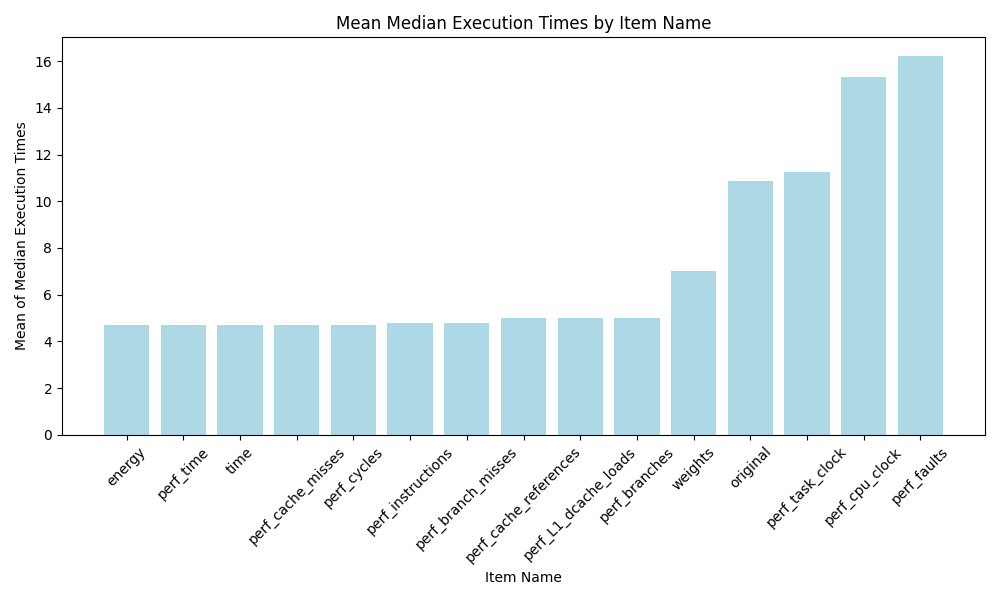 Mean Median Execution Times by Item Name
Mean of Median Execution Times
16
14
12
10
8
6
4
2
0
energy
perf_time
time
perf_cache_misses
perf_cycles
perf_instructions
perf_branch_misses
perf_cache_references
perf_L1_dcache_loads
perf_branches
weights
original
perf_task_clock
perf_cpu_clock
perf_faults
Item Name